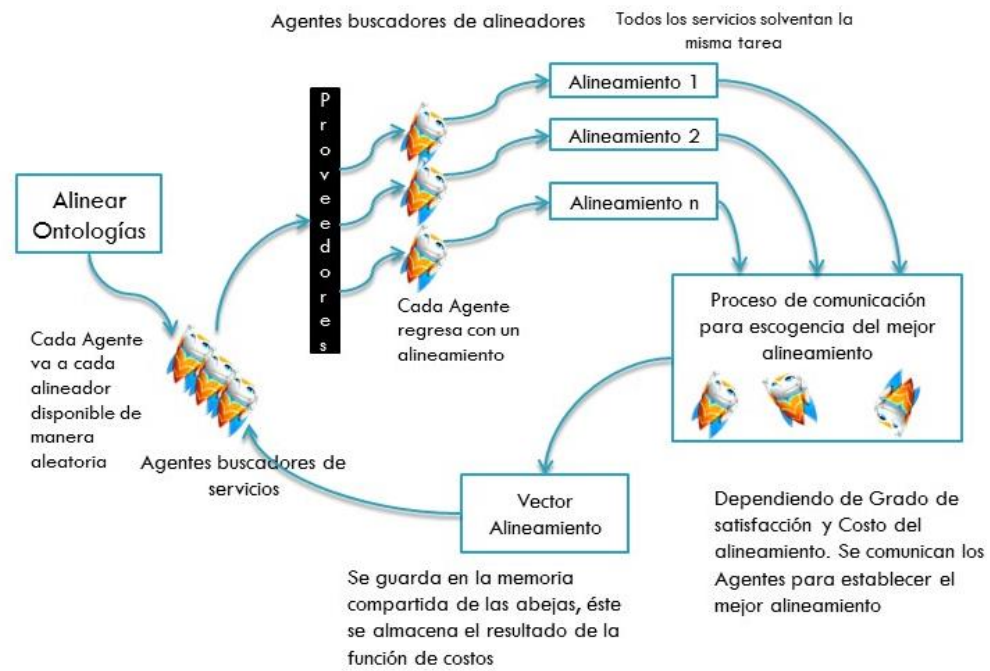 Agentes buscadores de alineadores
Todos los servicios solventan la
misma tarea
Proveedores
Alineamiento 1
Alineamiento 2
Alineamiento n
Alinear
Ontologías
Cada Agente
va a cada
alineador
disponible de
manera
aleatoria
Cada Agente
regresa con un
alineamiento
Agentes buscadores de
servicios
Proceso de comunicación
para escogencia del mejor
alineamiento
Vector
Alineamiento
Dependiendo de Grado de
satisfacción y Costo del
alineamiento. Se comunican los
Agentes para establecer el
mejor alineamiento
Se guarda en la memoria
compartida de las abejas, éste
se almacena el resultado de la
función de costos